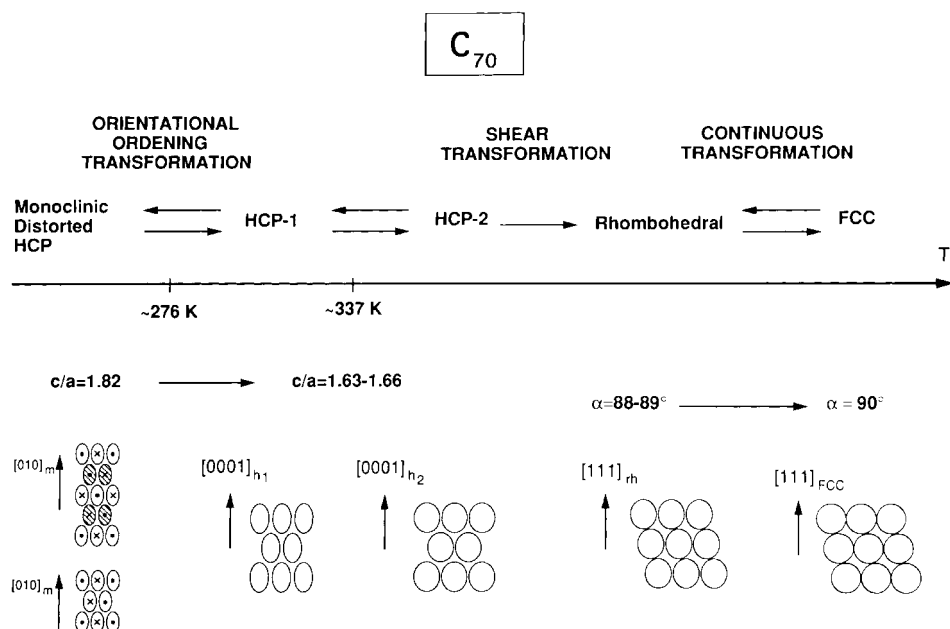 C70
ORIENTATIONAL
ORDERING
TRANSFORMATION
SHEAR
TRANSFORMATION
CONTINUOUS
TRANSFORMATION
Monoclinic
Distorted
HCP
HCP-1
HCP-2
Rhombohedral
FCC
T
~276 K
~337 K
c/a=1.82
c/a=1.63-1.66
α=88-89°
α = 90°
[010]m
[0001]h1
[0001]h2
[111]rh
[111]FCC
[010]m